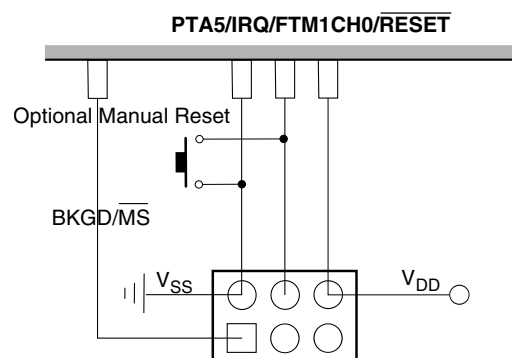 PTA5/IRQ/FTM1CH0/RESET
Optional Manual Reset
BKGD/MS
VSS
VDD